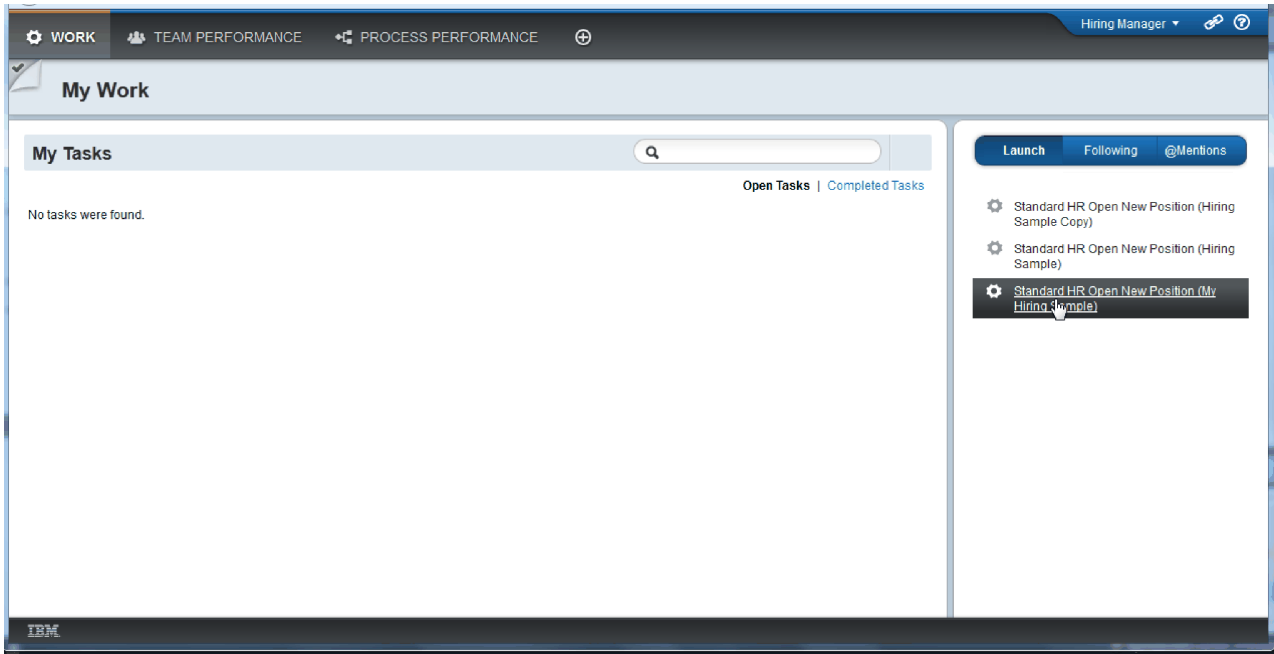 Hiring Manager
WORK TEAM PERFORMANCE PROCESS PERFORMANCE
My Work
My Tasks
Open Tasks | Completed Tasks
No tasks were found.
Launch Following @Mentions
Standard HR Open New Position (Hiring
Sample Copy)
Standard HR Open New Position (Hiring
Sample)
Standard HR Open New Position (My
Hiring Sample)
IBM